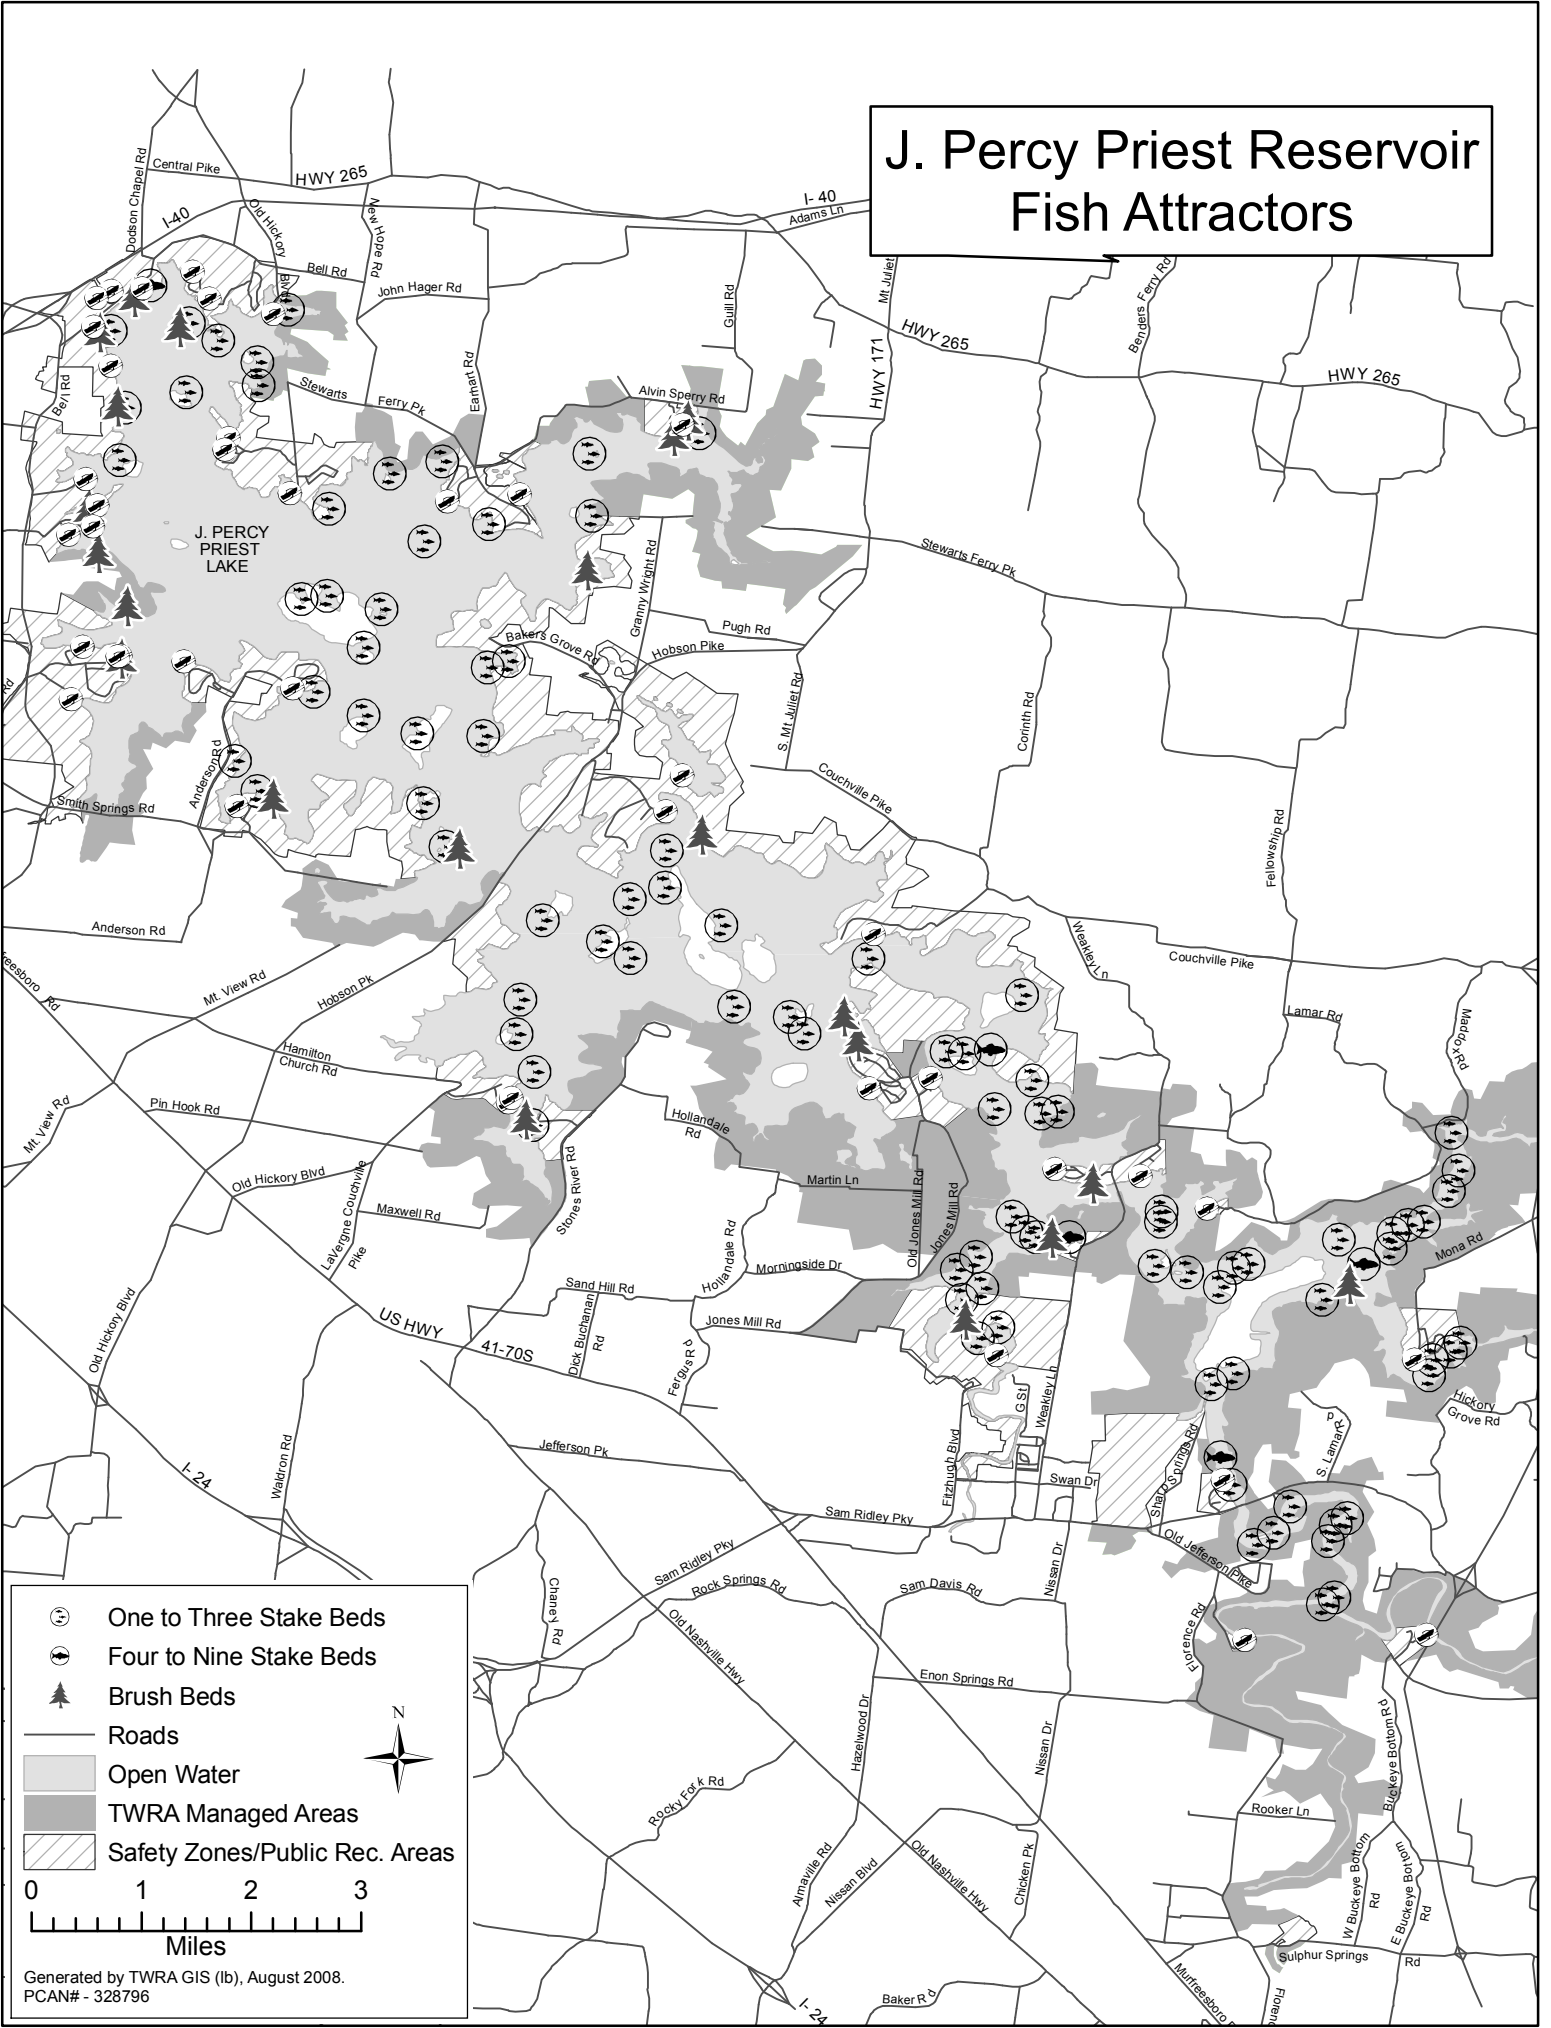 J. Percy Priest Reservoir
Fish Attractors
Central Pike
HWY 265
Dodson Chapel Rd
I-40
Old Hickory
Blvd
New Hope Rd
I- 40
Adams Ln
Bell Rd
John Hager Rd
Guill Rd
Mt Juliet
Benders Ferry Rd
HWY 265
HWY 171
HWY 265
Earhart Rd
Stewarts
Ferry Pk
Alvin Sperry Rd
Bell Rd
J. PERCY
PRIEST
LAKE
Stewarts Ferry Pk
Granny Wright Rd
Pugh Rd
Bakers Grove Rd
Hobson Pike
Rd
S. Mt Juliet Rd
Corinth Rd
Anderson Rd
Smith Springs Rd
Couchville Pike
Fellowship Rd
Anderson Rd
freesboro Rd
Mt. View Rd
Hobson Pk
Weakley Ln
Couchville Pike
Lamar Rd
Maddox Rd
Hamilton
Church Rd
Mt. View Rd
Pin Hook Rd
Hollandale
Rd
Old Hickory Blvd
LaVergne Couchville
Pike
Maxwell Rd
Stones River Rd
Martin Ln
Old Jones Mill Rd
Jones Mill Rd
Hollandale Rd
Morningside Dr
Mona Rd
Sand Hill Rd
Old Hickory Blvd
US HWY
41-70S
Dick Buchanan
Rd
Jones Mill Rd
Fergus Rd
Weakley Ln
G St
Hickory
Grove Rd
S. Lamar Rd
Waldron Rd
I- 24
Jefferson Pk
Fitzhugh Blvd
Swan Dr
Sharp Springs Rd
Sam Ridley Pky
Old Jefferson Pike
Sam Ridley Pky
Nissan Dr
Chaney Rd
Rock Springs Rd
Sam Davis Rd
Old Nashville Hwy
Florence Rd
Enon Springs Rd
Hazelwood Dr
Nissan Dr
Buckeye Bottom Rd
Rocky Fork Rd
Rooker Ln
Almaville Rd
Nissan Blvd
Old Nashville Hwy
Chicken Pk
W Buckeye Bottom
Rd
E Buckeye Bottom
Rd
Sulphur Springs
Rd
Murfreesboro
Baker Rd
I- 24
One to Three Stake Beds
Four to Nine Stake Beds
Brush Beds
N
Roads
Open Water
TWRA Managed Areas
Safety Zones/Public Rec. Areas
0 1 2 3
Miles
Generated by TWRA GIS (lb), August 2008.
PCAN# - 328796